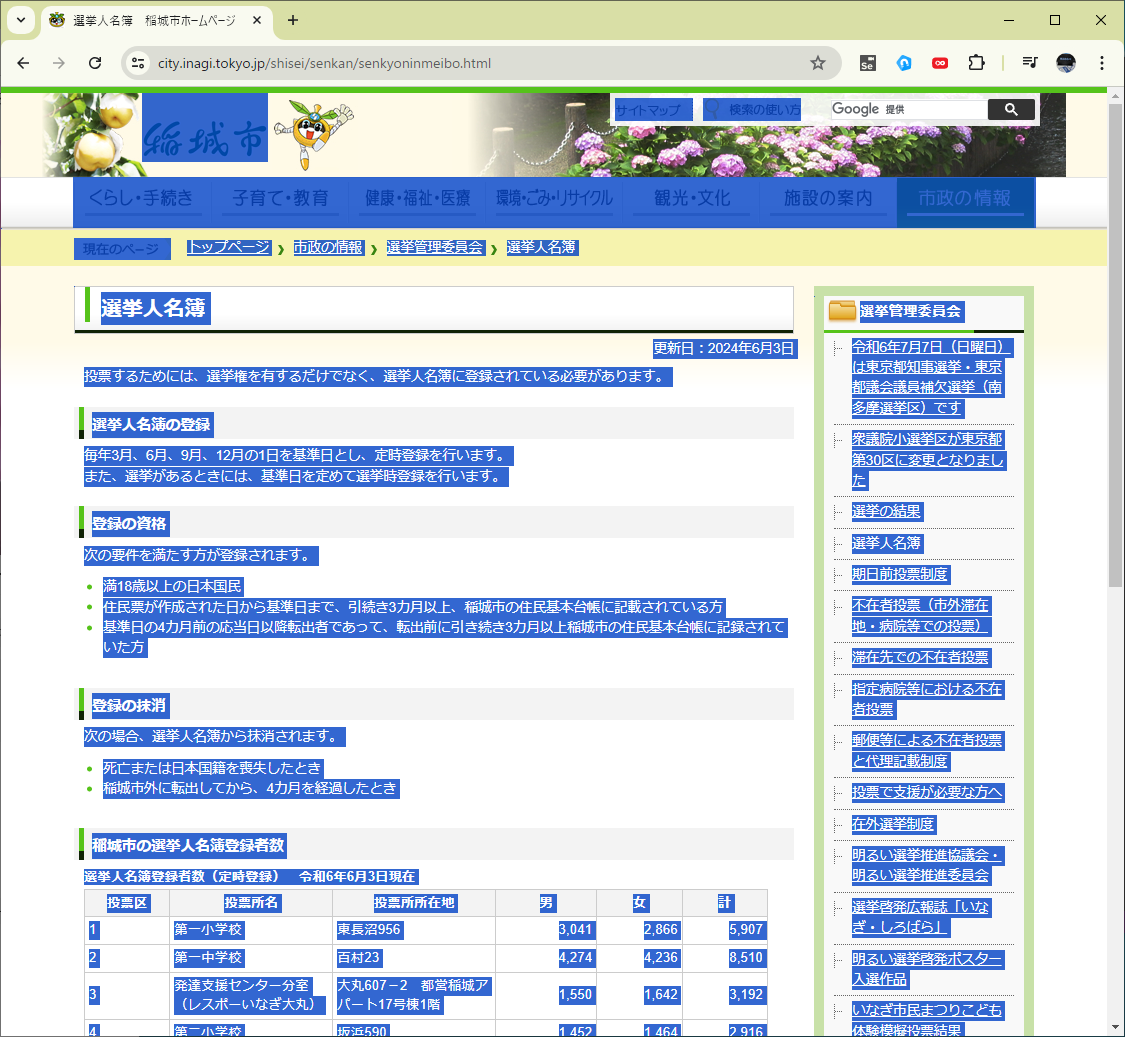 選挙人名簿　稲城市ホームページ
city.inagi.tokyo.jp/shisei/senkan/senkyoninmeibo.html
稲城市
サイトマップ
検索の使い方
Google 提供
くらし・手続き
子育て・教育
健康・福祉・医療
環境・ごみ・リサイクル
観光・文化
施設の案内
市政の情報
現在のページ
トップページ
市政の情報
選挙管理委員会
選挙人名簿
選挙人名簿
更新日：2024年6月3日
投票するためには、選挙権を有するだけでなく、選挙人名簿に登録されている必要があります。
選挙人名簿の登録
毎年3月、6月、9月、12月の1日を基準日とし、定時登録を行います。
また、選挙があるときには、基準日を定めて選挙時登録を行います。
登録の資格
次の要件を満たす方が登録されます。
満18歳以上の日本国民
住民票が作成された日から基準日まで、引続き3カ月以上、稲城市の住民基本台帳に記載されている方
基準日の4カ月前の応当日以降転出者であって、転出前に引き続き3カ月以上稲城市の住民基本台帳に記録されて
いた方
登録の抹消
次の場合、選挙人名簿から抹消されます。
死亡または日本国籍を喪失したとき
稲城市外に転出してから、4カ月を経過したとき
稲城市の選挙人名簿登録者数
選挙人名簿登録者数（定時登録）　令和6年6月3日現在
投票区 投票所名 投票所所在地 男 女 計
1 第一小学校 東長沼956 3,041 2,866 5,907
2 第一中学校 百村23 4,274 4,236 8,510
3 発達支援センター分室 大丸607－2　都営稲城ア 1,550 1,642 3,192
（レスポーいなぎ大丸） パート17号棟1階
4 第二小学校 坂浜590 1,452 1,464 2,916
選挙管理委員会
令和6年7月7日（日曜日）
は東京都知事選挙・東京
都議会議員補欠選挙（南
多摩選挙区）です
衆議院小選挙区が東京都
第30区に変更となりまし
た
選挙の結果
選挙人名簿
期日前投票制度
不在者投票（市外滞在
地・病院等での投票）
滞在先での不在者投票
指定病院等における不在
者投票
郵便等による不在者投票
と代理記載制度
投票で支援が必要な方へ
在外選挙制度
明るい選挙推進協議会・
明るい選挙推進委員会
選挙啓発広報誌「いな
ぎ・しろばら」
明るい選挙啓発ポスター
入選作品
いなぎ市民まつりこども
体験模擬投票結果